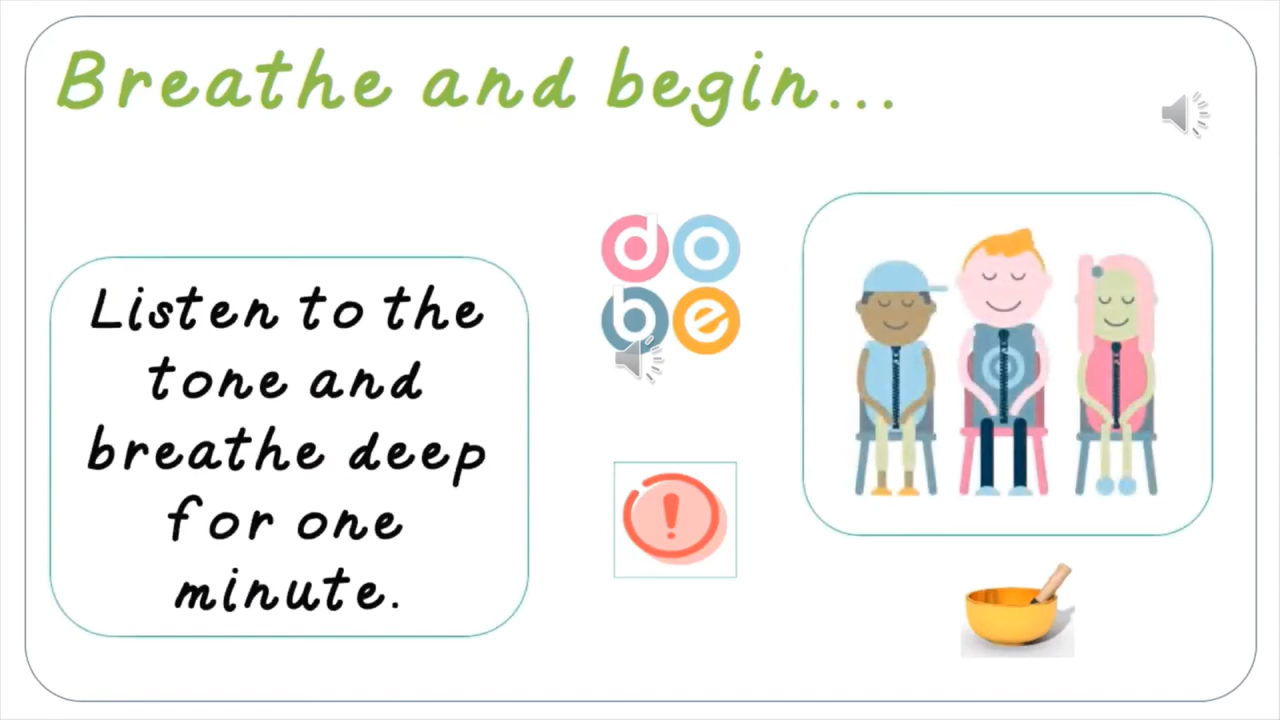 Breathe and begin...
Listen to the
tone and
breathe deep
for one
minute.
do
be
!